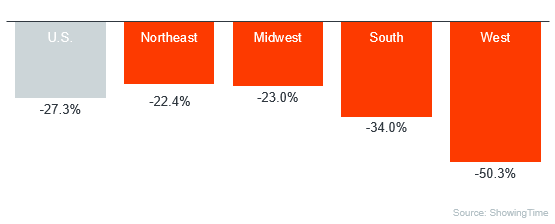 U.S. Northeast Midwest South West
-27.3% -22.4% -23.0% -34.0% -50.3%
Source: ShowingTime